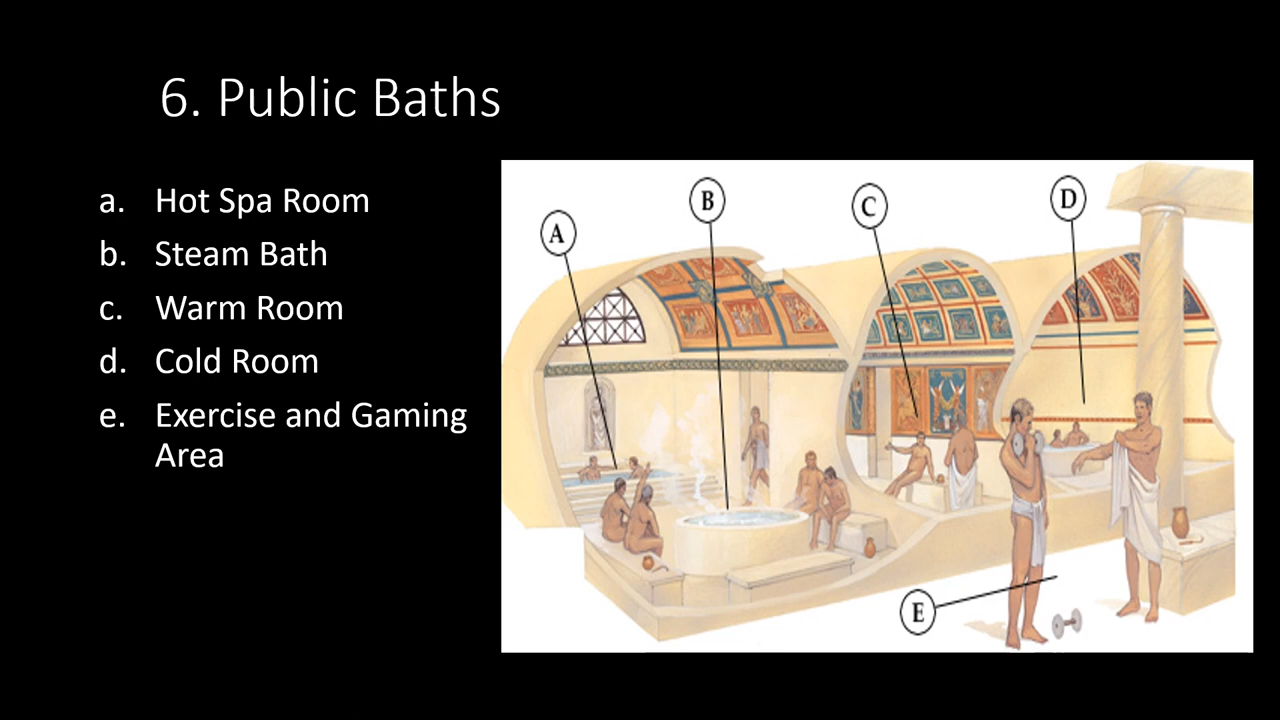 6. Public Baths
a. Hot Spa Room
b. Steam Bath
c. Warm Room
d. Cold Room
e. Exercise and Gaming
Area
A
B
C
D
E